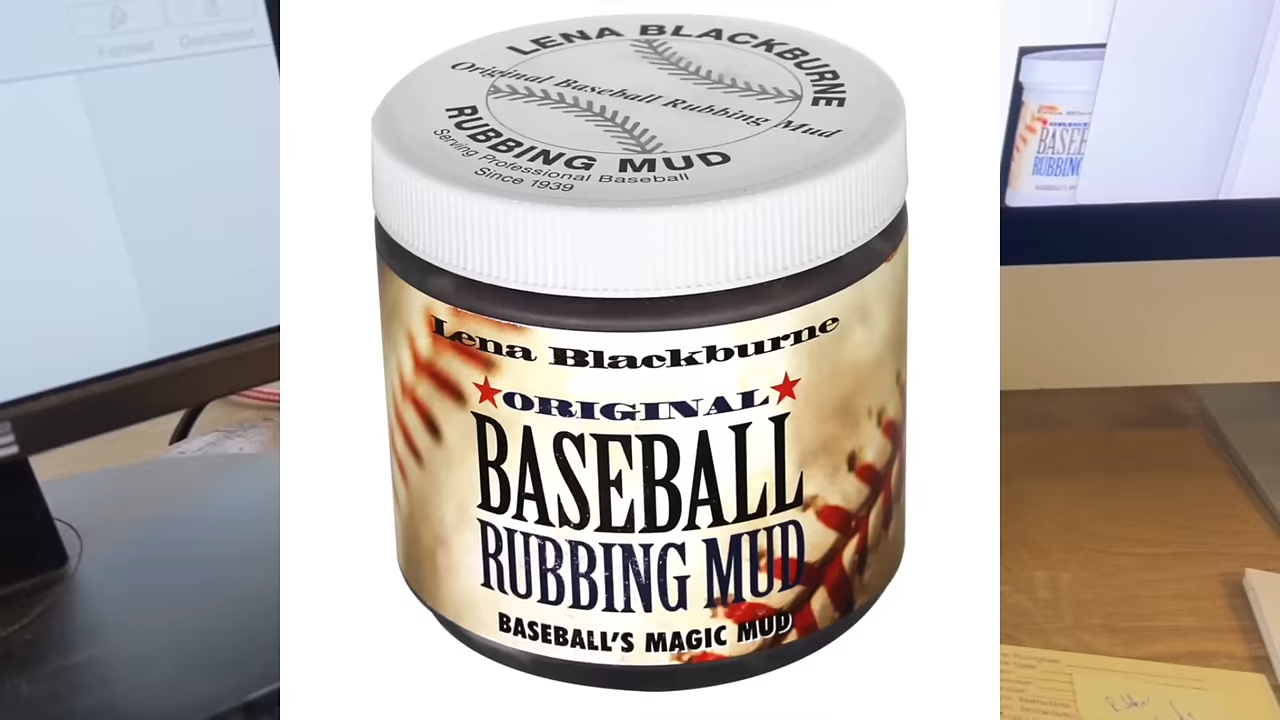 LENA BLACKBURNE
Original Baseball Rubbing Mud
RUBBING MUD
Serving Professional Baseball
Since 1939
Lena Blackburne
ORIGINAL
BASEBALL
RUBBING MUD
BASEBALL'S MAGIC MUD